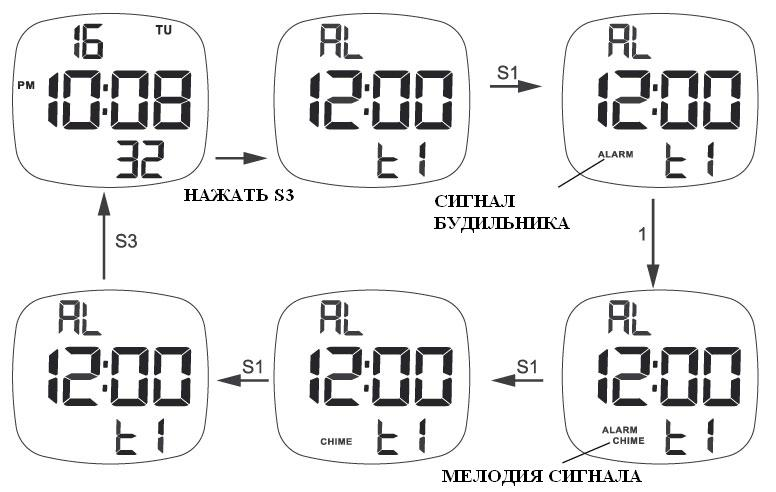 16 TU
PM 10:08
32
НАЖАТЬ S3
AL
12:00
t1
S1
AL
12:00
ALARM t1
СИГНАЛ
БУДИЛЬНИКА
1
AL
12:00
ALARM
CHIME t1
МЕЛОДИЯ СИГНАЛА
S1
AL
12:00
CHIME t1
S1
AL
12:00
t1
S3